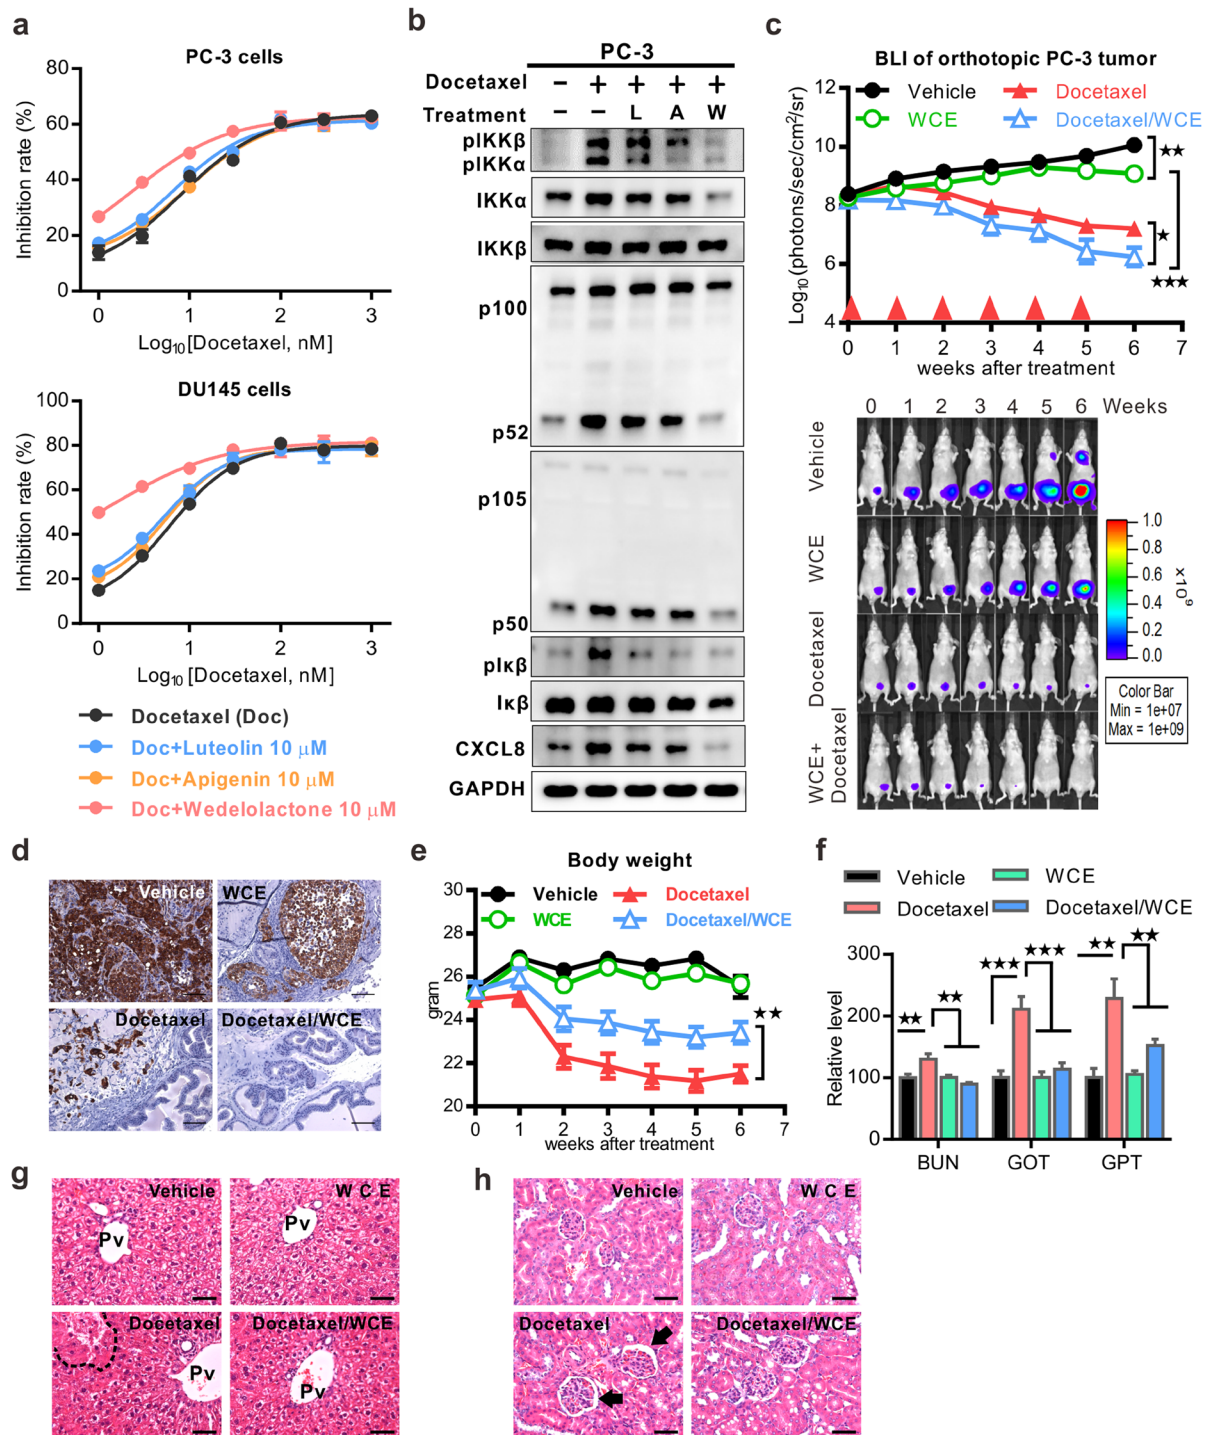 a
PC-3 cells
Inhibition rate (%)
80
60
40
20
0
0 1 2 3
Log10[Docetaxel, nM]
DU145 cells
Inhibition rate (%)
100
80
60
40
20
0
0 1 2 3
Log10 [Docetaxel, nM]
Docetaxel (Doc)
Doc+Luteolin 10 μM
Doc+Apigenin 10 μM
Doc+Wedelolactone 10 μM
b
PC-3
Docetaxel − + + + +
Treatment − − L A W
pIKKβ
pIKKα
IKKα
IKKβ
p100
p52
p105
p50
pIκβ
Iκβ
CXCL8
GAPDH
c
BLI of orthotopic PC-3 tumor
Vehicle Docetaxel
WCE Docetaxel/WCE
Log10 (photons/sec/cm2/sr)
12
10
8
6
4
★★
★
★★★
0 1 2 3 4 5 6 7
weeks after treatment
0 1 2 3 4 5 6 Weeks
Vehicle
WCE
Docetaxel
WCE+
Docetaxel
1.0
0.8
0.6
0.4
0.2
0.0
x109
Color Bar
Min = 1e+07
Max = 1e+09
d
Vehicle
WCE
Docetaxel
Docetaxel/WCE
e
Body weight
Vehicle Docetaxel
WCE Docetaxel/WCE
gram
30
28
26
24
22
20
★★
0 1 2 3 4 5 6 7
weeks after treatment
f
Vehicle WCE
Docetaxel Docetaxel/WCE
Relative level
300
200
100
0
★★ ★★ ★★★ ★★★ ★★ ★★
BUN GOT GPT
g
Vehicle
Pv
W C E
Pv
Docetaxel
Pv
Docetaxel/WCE
Pv
h
Vehicle
W C E
Docetaxel
Docetaxel/WCE